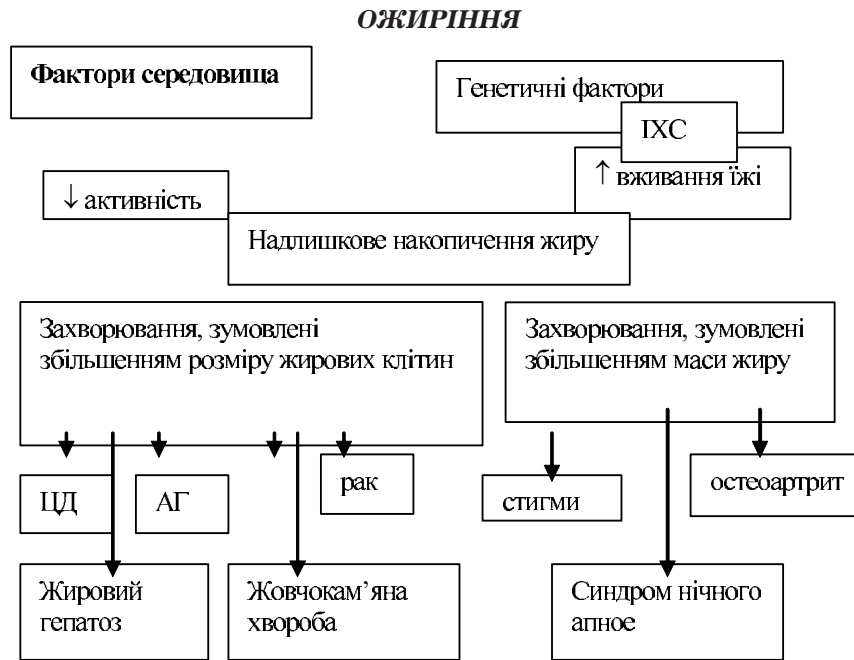 ОЖИРІННЯ
Фактори середовища
Генетичні фактори
ІХС
↑ вживання їжі
↓ активність
Надлишкове накопичення жиру
Захворювання, зумовлені
збільшенням розміру жирових клітин
Захворювання, зумовлені
збільшенням маси жиру
ЦД
АГ
рак
стигми
остеоартрит
Жировий
гепатоз
Жовчокам’яна
хвороба
Синдром нічного
апное